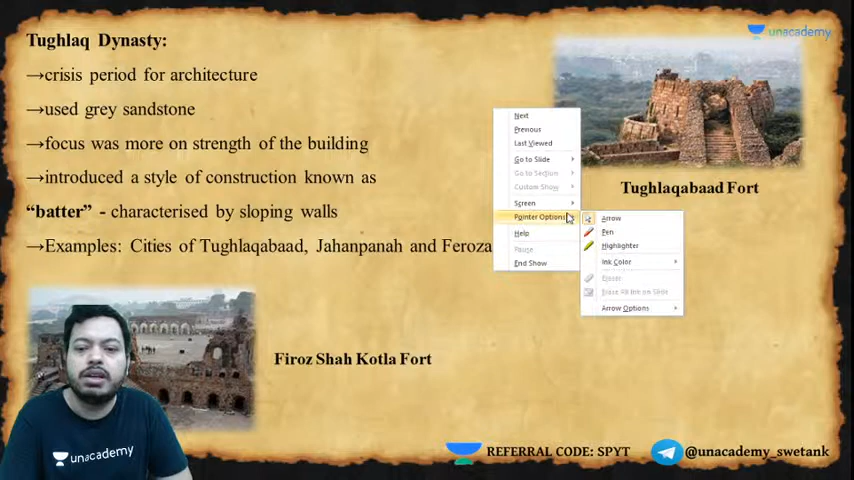 Tughlaq Dynasty:
→crisis period for architecture
→used grey sandstone
→focus was more on strength of the building
→introduced a style of construction known as
“batter” - characterised by sloping walls
→Examples: Cities of Tughlaqabaad, Jahanpanah and Feroza
unacademy
Tughlaqabaad Fort
Next
Previous
Last Viewed
Go to Slide
Go to Section
Custom Show
Screen
Pointer Options
Help
Pause
End Show
Arrow
Pen
Highlighter
Ink Color
Eraser
Erase All Ink on Slide
Arrow Options
Firoz Shah Kotla Fort
unacademy
REFERRAL CODE: SPYT
@unacademy_swetank